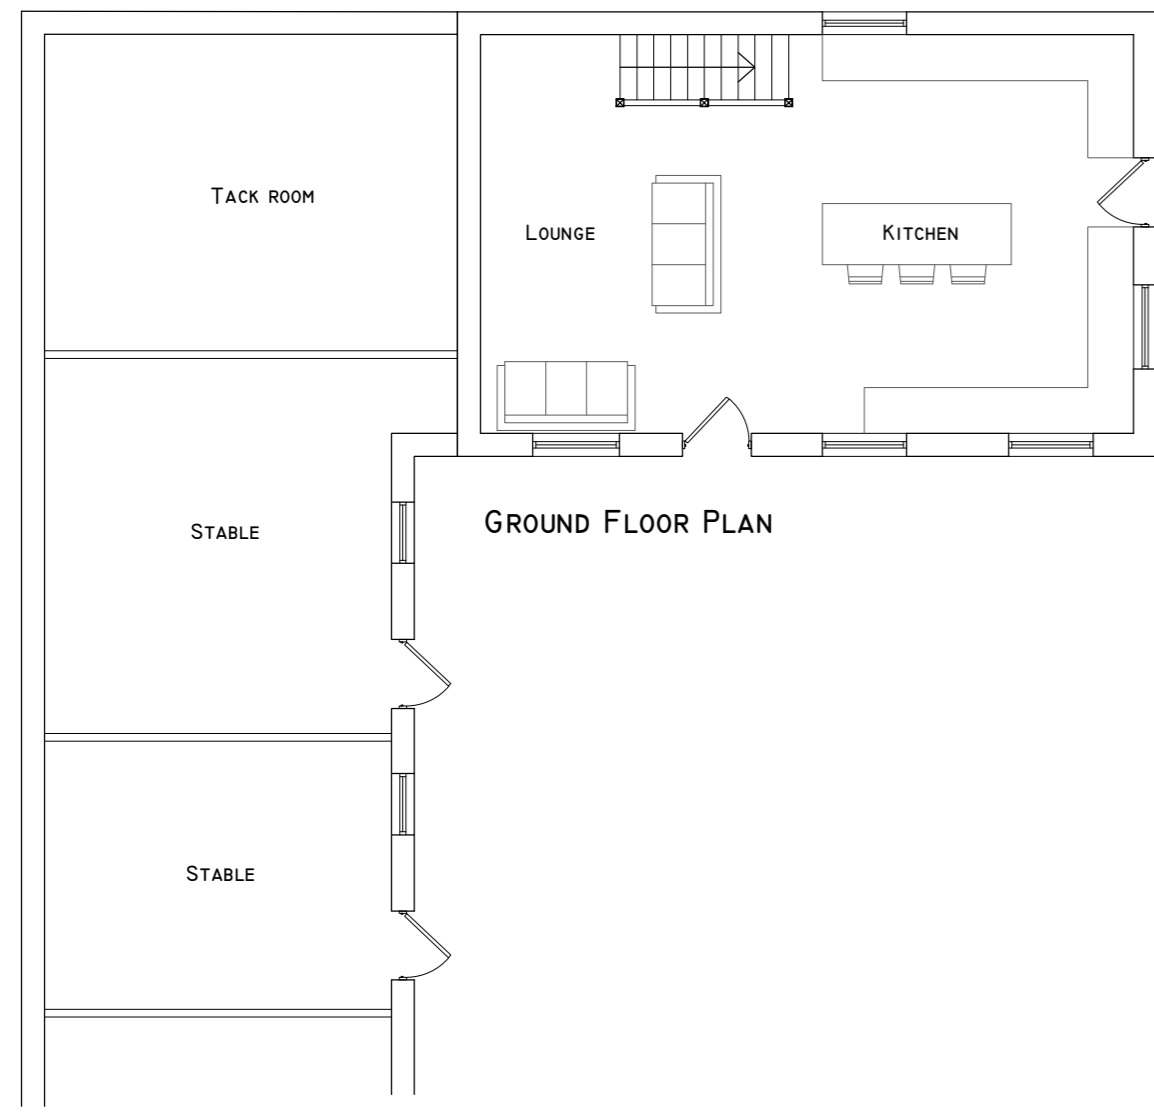 Tack room
Lounge
Kitchen
Ground Floor Plan
Stable
Stable